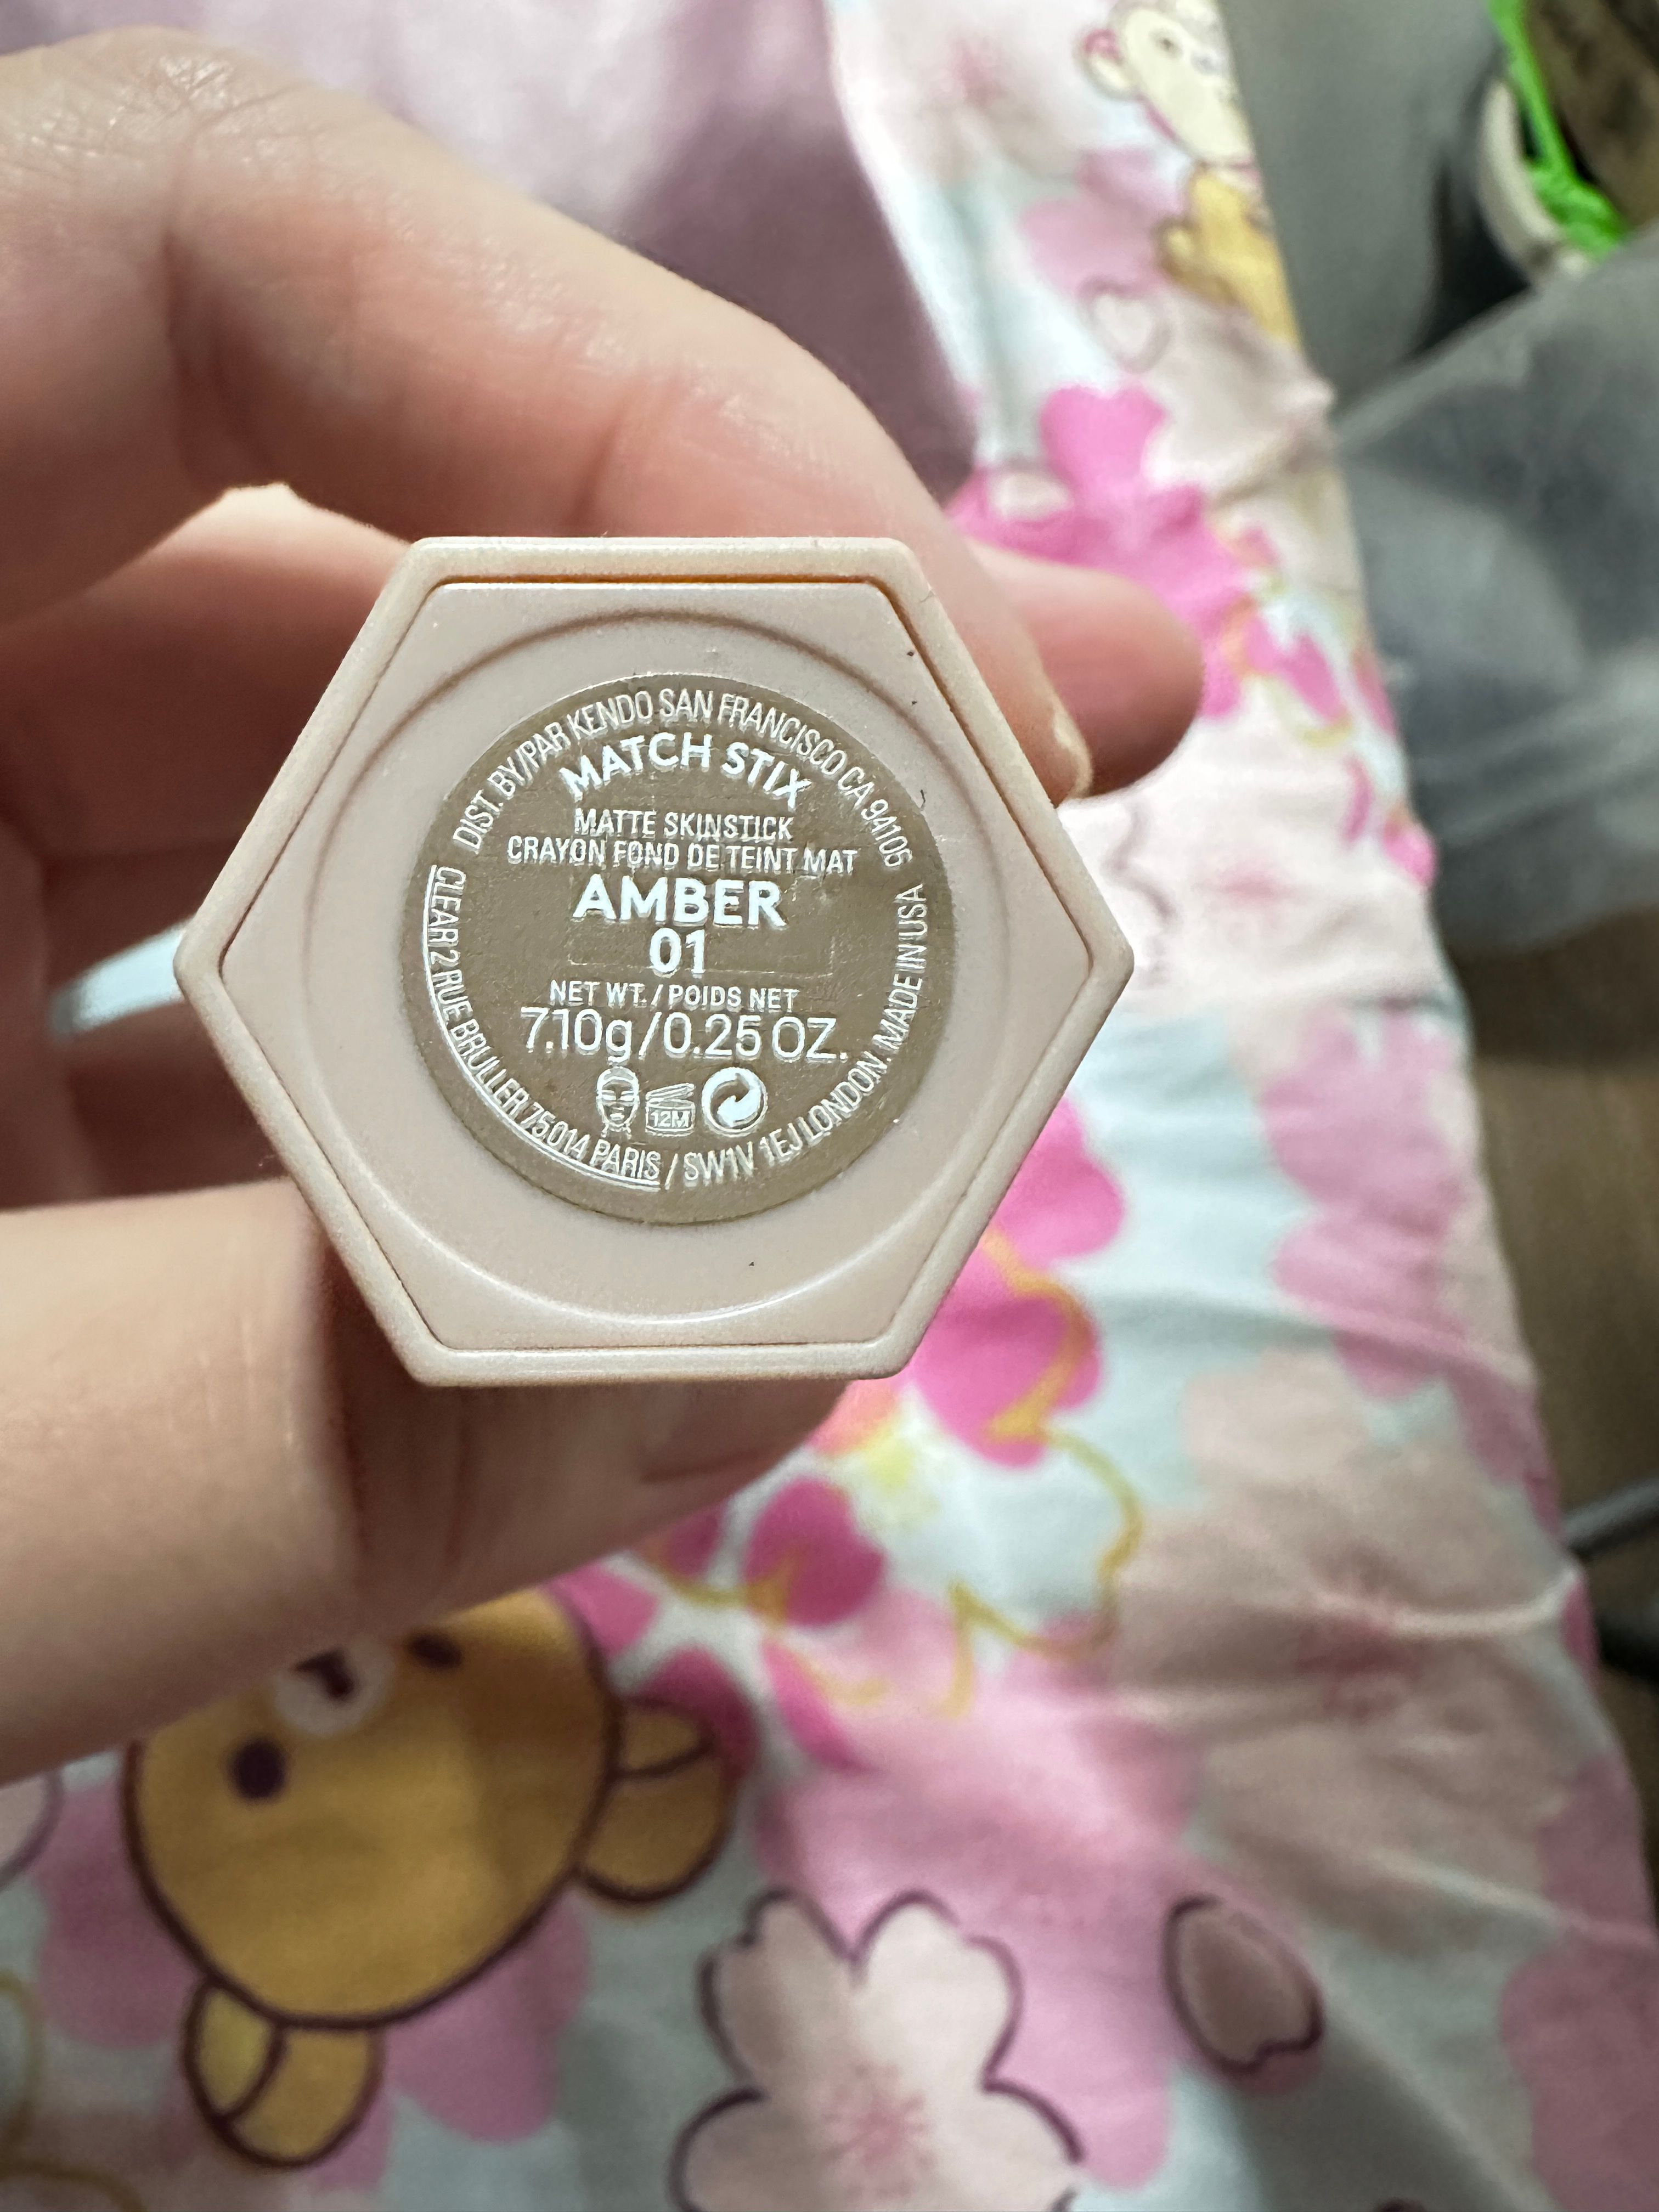 DIST. BY/PAR KENDO SAN FRANCISCO CA 94106
MATCH STIX
MATTE SKINSTICK
CRAYON FOND DE TEINT MAT
AMBER
01
NET WT. / POIDS NET
7.10g/0.25 OZ.
12M
CLEAR 2 RUE BRULLER 75014 PARIS / SW1V 1EJ LONDON. MADE IN USA